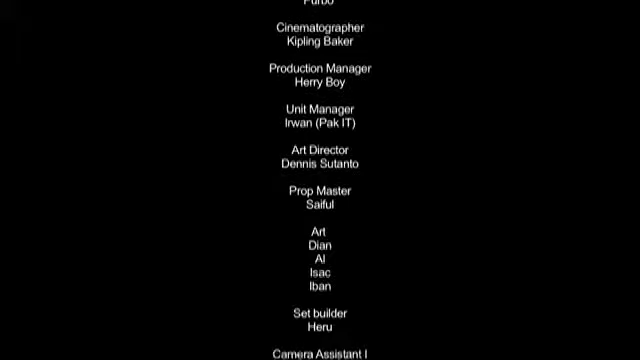 Purbo
Cinematographer
Kipling Baker
Production Manager
Herry Boy
Unit Manager
Irwan (Pak IT)
Art Director
Dennis Sutanto
Prop Master
Saiful
Art
Dian
Al
Isac
Iban
Set builder
Heru
Camera Assistant I